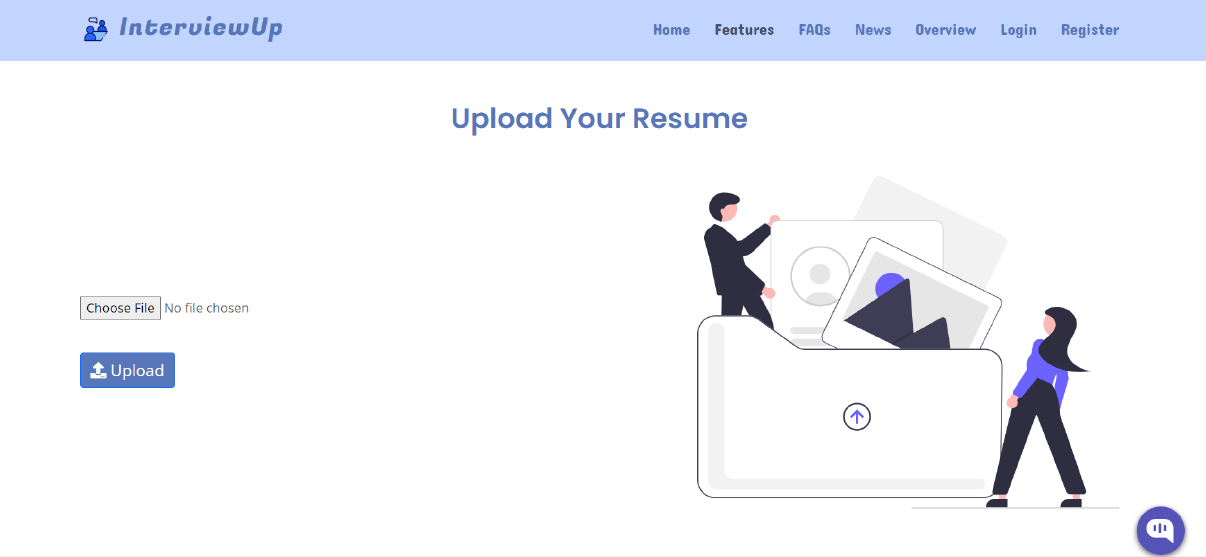 InterviewUp
Home Features FAQs News Overview Login Register
Upload Your Resume
Choose File No file chosen
Upload